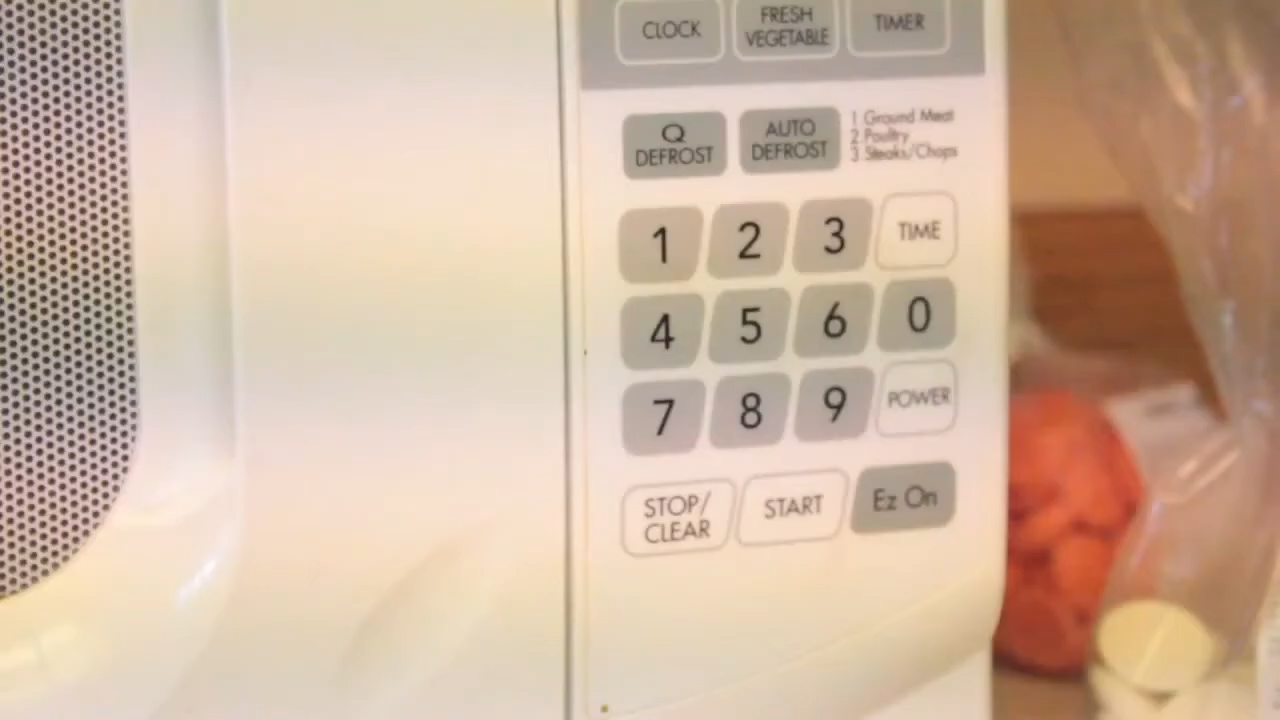 CLOCK
FRESH
VEGETABLE
TIMER
Q
DEFROST
AUTO
DEFROST
1 Ground Meat
2 Poultry
3 Steaks/Chops
1 2 3 TIME
4 5 6 0
7 8 9 POWER
STOP/
CLEAR
START
Ez On